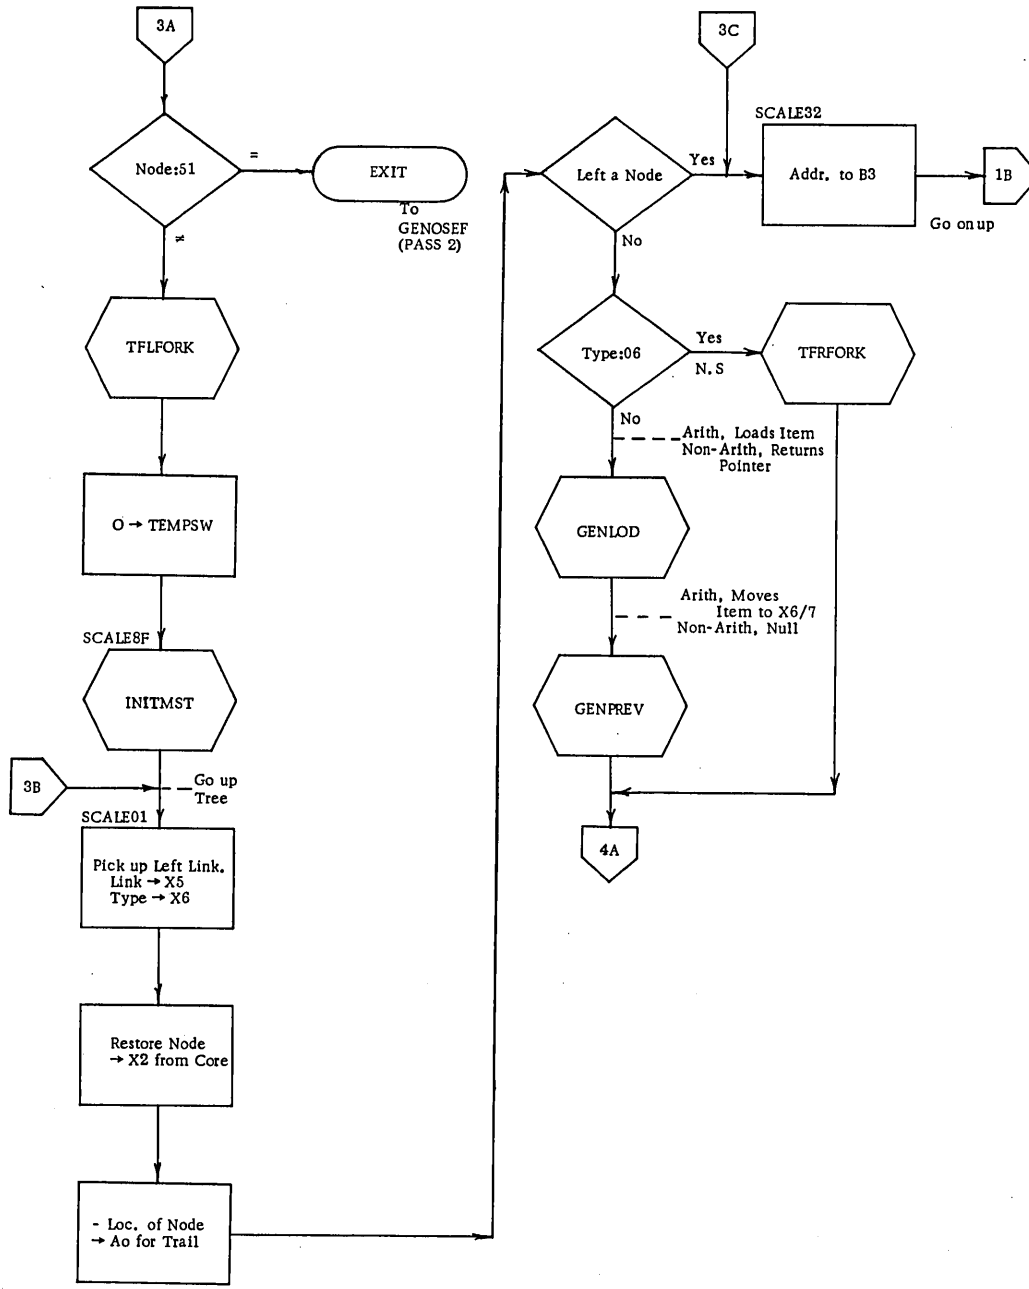 3A
Node:51
=
EXIT
To
GENOSEF
(PASS 2)
≠
TFLFORK
O → TEMPSW
SCALE8F
INITMST
3B
Go up
Tree
SCALE01
Pick up Left Link.
Link → X5
Type → X6
Restore Node
→ X2 from Core
- Loc. of Node
→ Ao for Trail
3C
SCALE32
Left a Node
Yes
Addr. to B3
1B
Go on up
No
Type:06
Yes
N.S
TFRFORK
No
Arith, Loads Item
Non-Arith, Returns
Pointer
GENLOD
Arith, Moves
Item to X6/7
Non-Arith, Null
GENPREV
4A